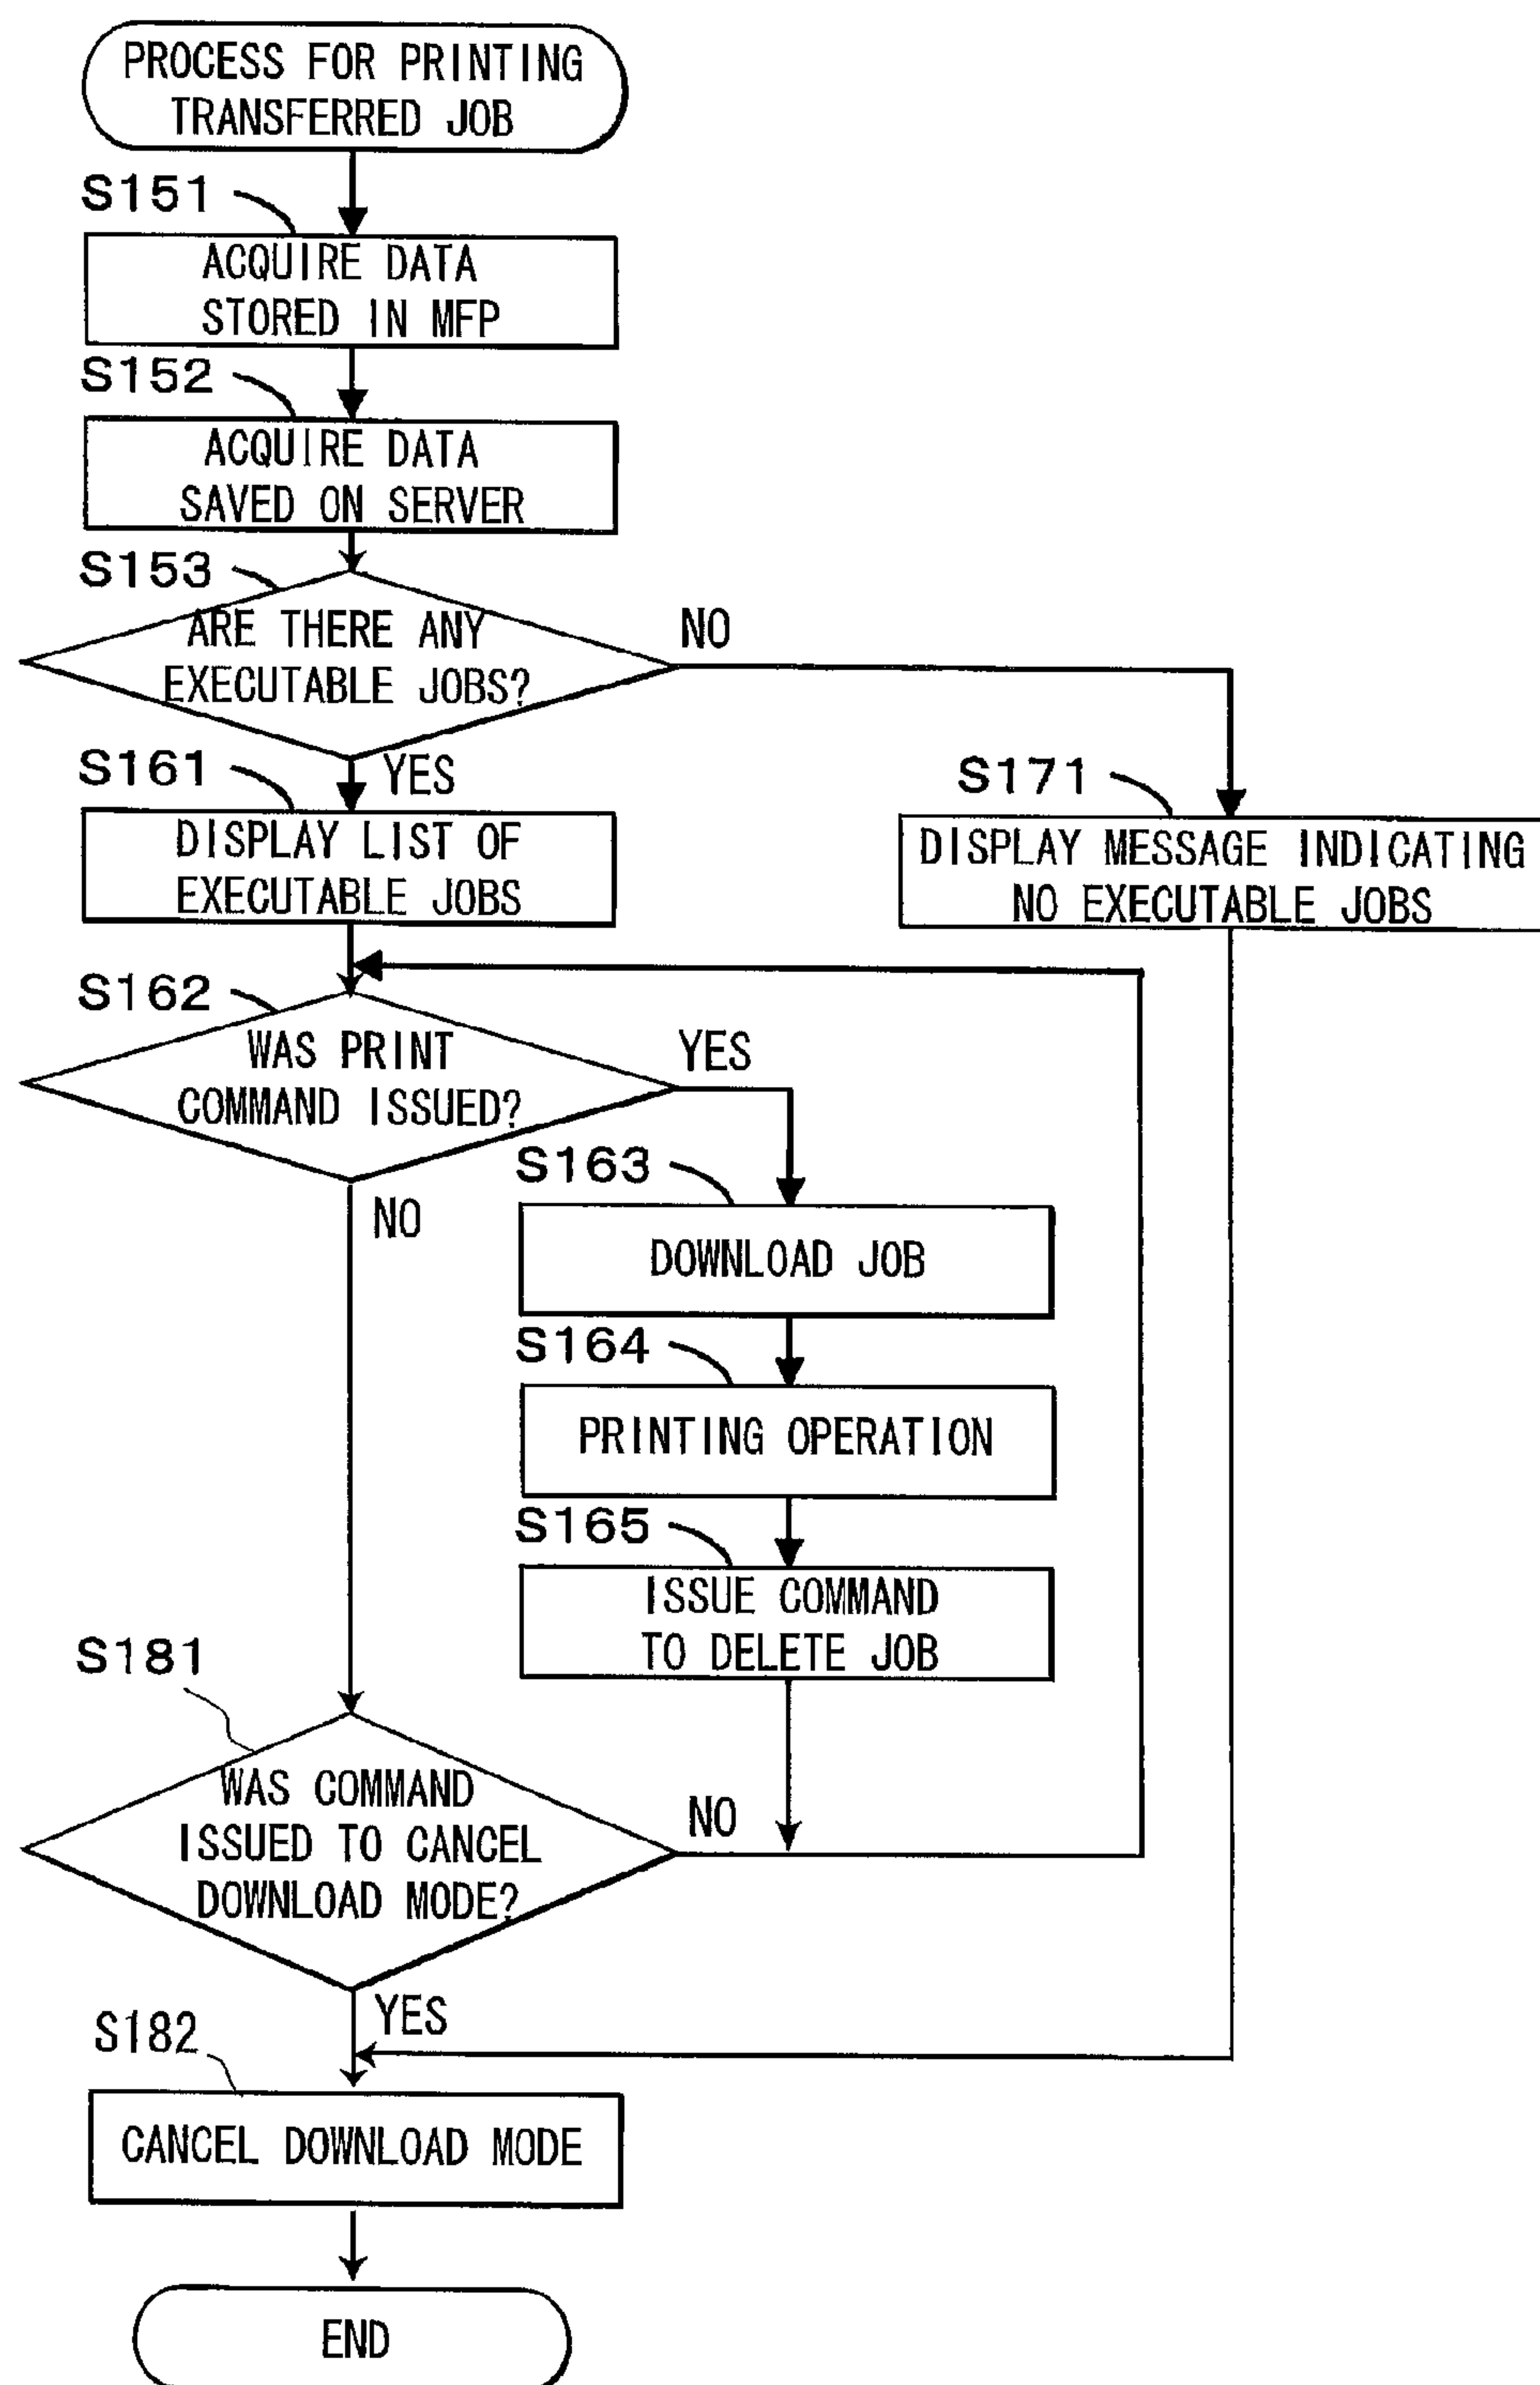 PROCESS FOR PRINTING
TRANSFERRED JOB
S151
ACQUIRE DATA
STORED IN MFP
S152
ACQUIRE DATA
SAVED ON SERVER
S153
ARE THERE ANY
EXECUTABLE JOBS?
NO
YES
S161
DISPLAY LIST OF
EXECUTABLE JOBS
S171
DISPLAY MESSAGE INDICATING
NO EXECUTABLE JOBS
S162
WAS PRINT
COMMAND ISSUED?
YES
NO
S163
DOWNLOAD JOB
S164
PRINTING OPERATION
S165
ISSUE COMMAND
TO DELETE JOB
S181
WAS COMMAND
ISSUED TO CANCEL
DOWNLOAD MODE?
NO
YES
S182
CANCEL DOWNLOAD MODE
END